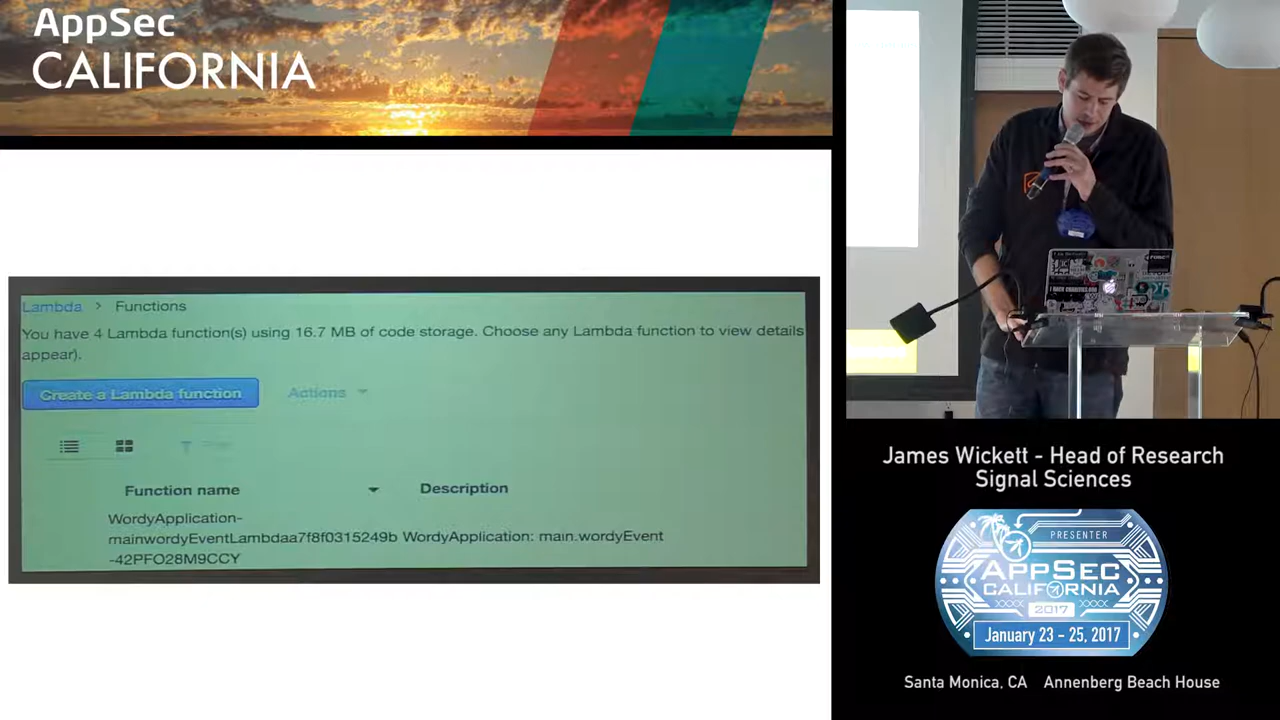 AppSec
CALIFORNIA
Lambda > Functions
You have 4 Lambda function(s) using 16.7 MB of code storage. Choose any Lambda function to view details
appear).
Create a Lambda function
Actions
Function name
Description
WordyApplication-
mainwordyEventLambdaa7f8f0315249b WordyApplication: main.wordyEvent
-42PFO28M9CCY
James Wickett - Head of Research
Signal Sciences
PRESENTER
APPSEC
CALIFORNIA
2017
January 23 - 25, 2017
Santa Monica, CA Annenberg Beach House